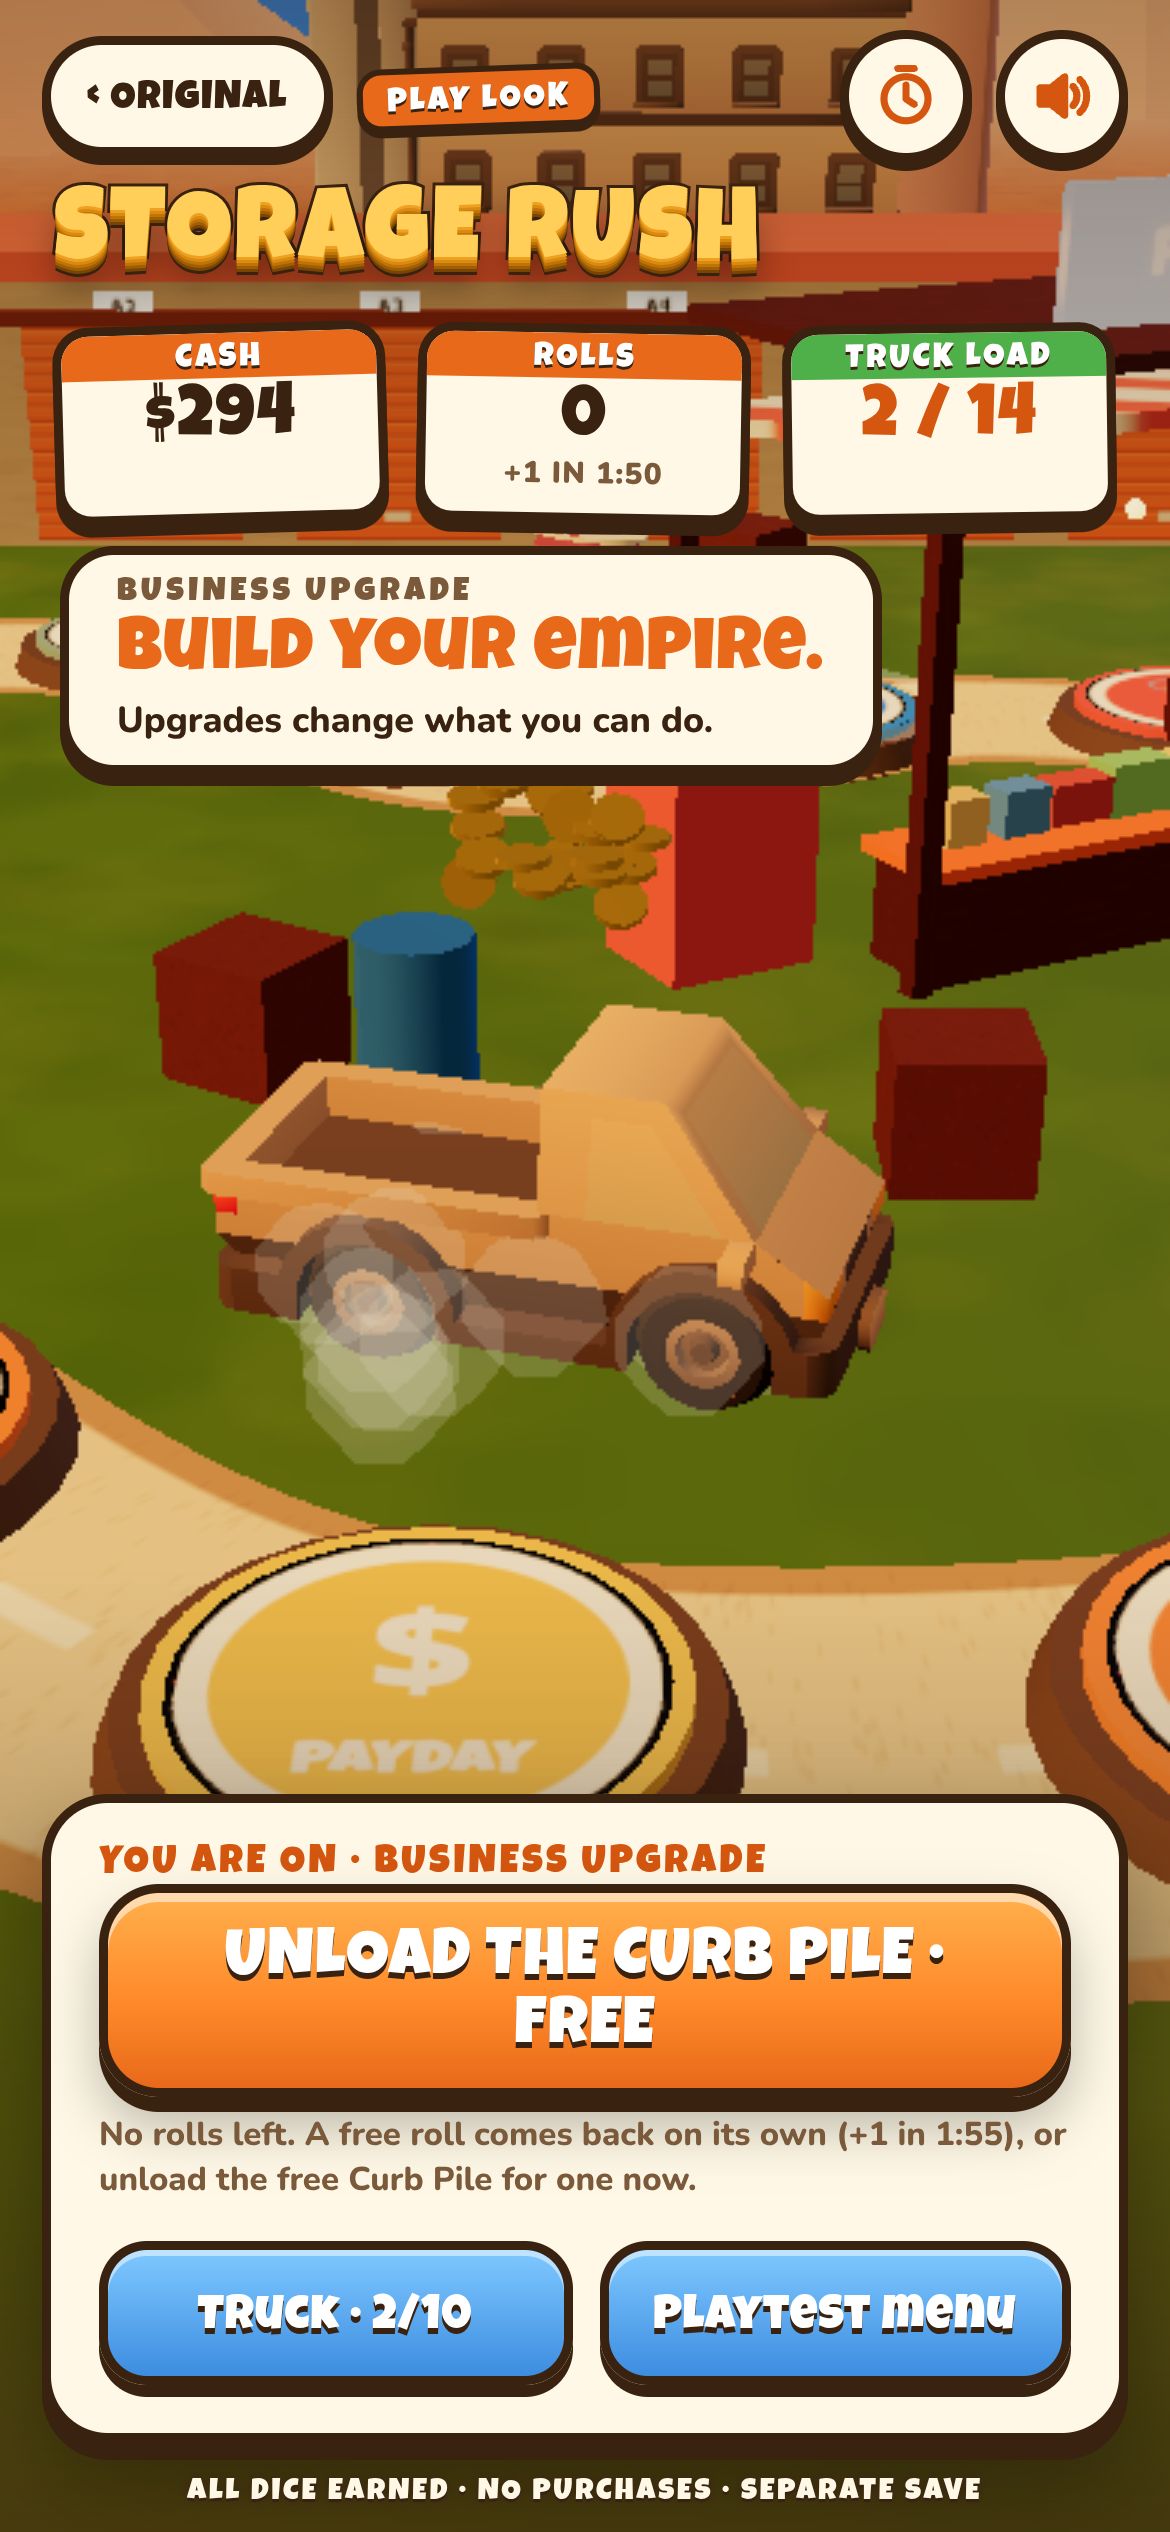 ‹ ORIGINAL
PLAY LOOK
STORAGE RUSH
A2
A3
CASH
ROLLS
TRUCK LOAD
$294
0
2 / 14
+1 IN 1:50
BUSINESS UPGRADE
BUILD YOUR emPIRe.
Upgrades change what you can do.
$
PAYDAY
YOU ARE ON · BUSINESS UPGRADE
UNLOAD THE CURB PILE ·
FREE
No rolls left. A free roll comes back on its own (+1 in 1:55), or
unload the free Curb Pile for one now.
TRUCK · 2/10
PLAYTeST menu
ALL DICE EARNED · NO PURCHASES · SEPARATE SAVE